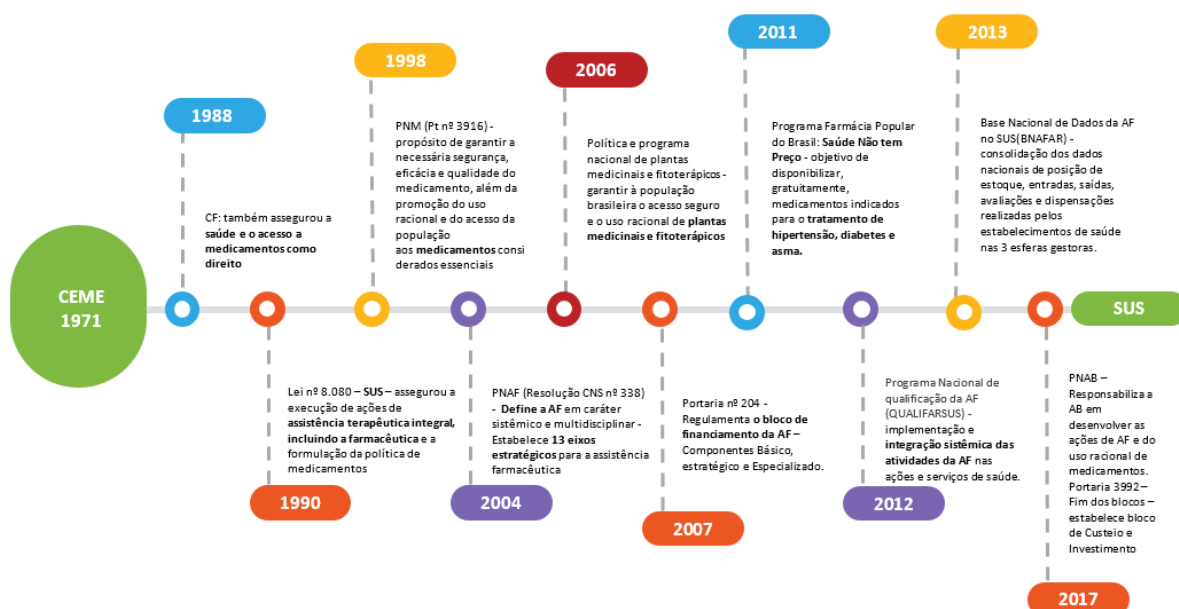 CEME
1971
1988
CF: também assegurou a
saúde e o acesso a
medicamentos como
direito
Lei nº 8.080 – SUS – assegurou a
execução de ações de
assistência terapêutica integral,
incluindo a farmacêutica e a
formulação da política de
medicamentos
1990
1998
PNM (Pt nº 3916) -
propósito de garantir a
necessária segurança,
eficácia e qualidade do
medicamento, além da
promoção do uso
racional e do acesso da
população
aos medicamentos consi
derados essenciais
PNAF (Resolução CNS nº 338)
- Define a AF em caráter
sistêmico e multidisciplinar -
Estabelece 13 eixos
estratégicos para a assistência
farmacêutica
2004
2006
Política e programa
nacional de plantas
medicinais e fitoterápicos -
garantir à população
brasileira o acesso seguro
e o uso racional de plantas
medicinais e fitoterápicos
Portaria nº 204 -
Regulamenta o bloco de
financiamento da AF –
Componentes Básico,
estratégico e Especializado.
2007
2011
Programa Farmácia Popular
do Brasil: Saúde Não tem
Preço - objetivo de
disponibilizar,
gratuitamente,
medicamentos indicados
para o tratamento de
hipertensão, diabetes e
asma.
Programa Nacional de
qualificação da AF
(QUALIFARSUS) -
implementação e
integração sistêmica das
atividades da AF nas
ações e serviços de saúde.
2012
2013
Base Nacional de Dados da AF
no SUS(BNAFAR) -
consolidação dos dados
nacionais de posição de
estoque, entradas, saídas,
avaliações e dispensações
realizadas pelos
estabelecimentos de saúde
nas 3 esferas gestoras.
SUS
PNAB –
Responsabiliza a
AB em
desenvolver as
ações de AF e do
uso racional de
medicamentos.
Portaria 3992 –
Fim dos blocos –
estabelece bloco
de Custeio e
Investimento
2017